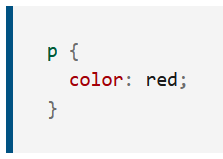 p {
  color: red;
}